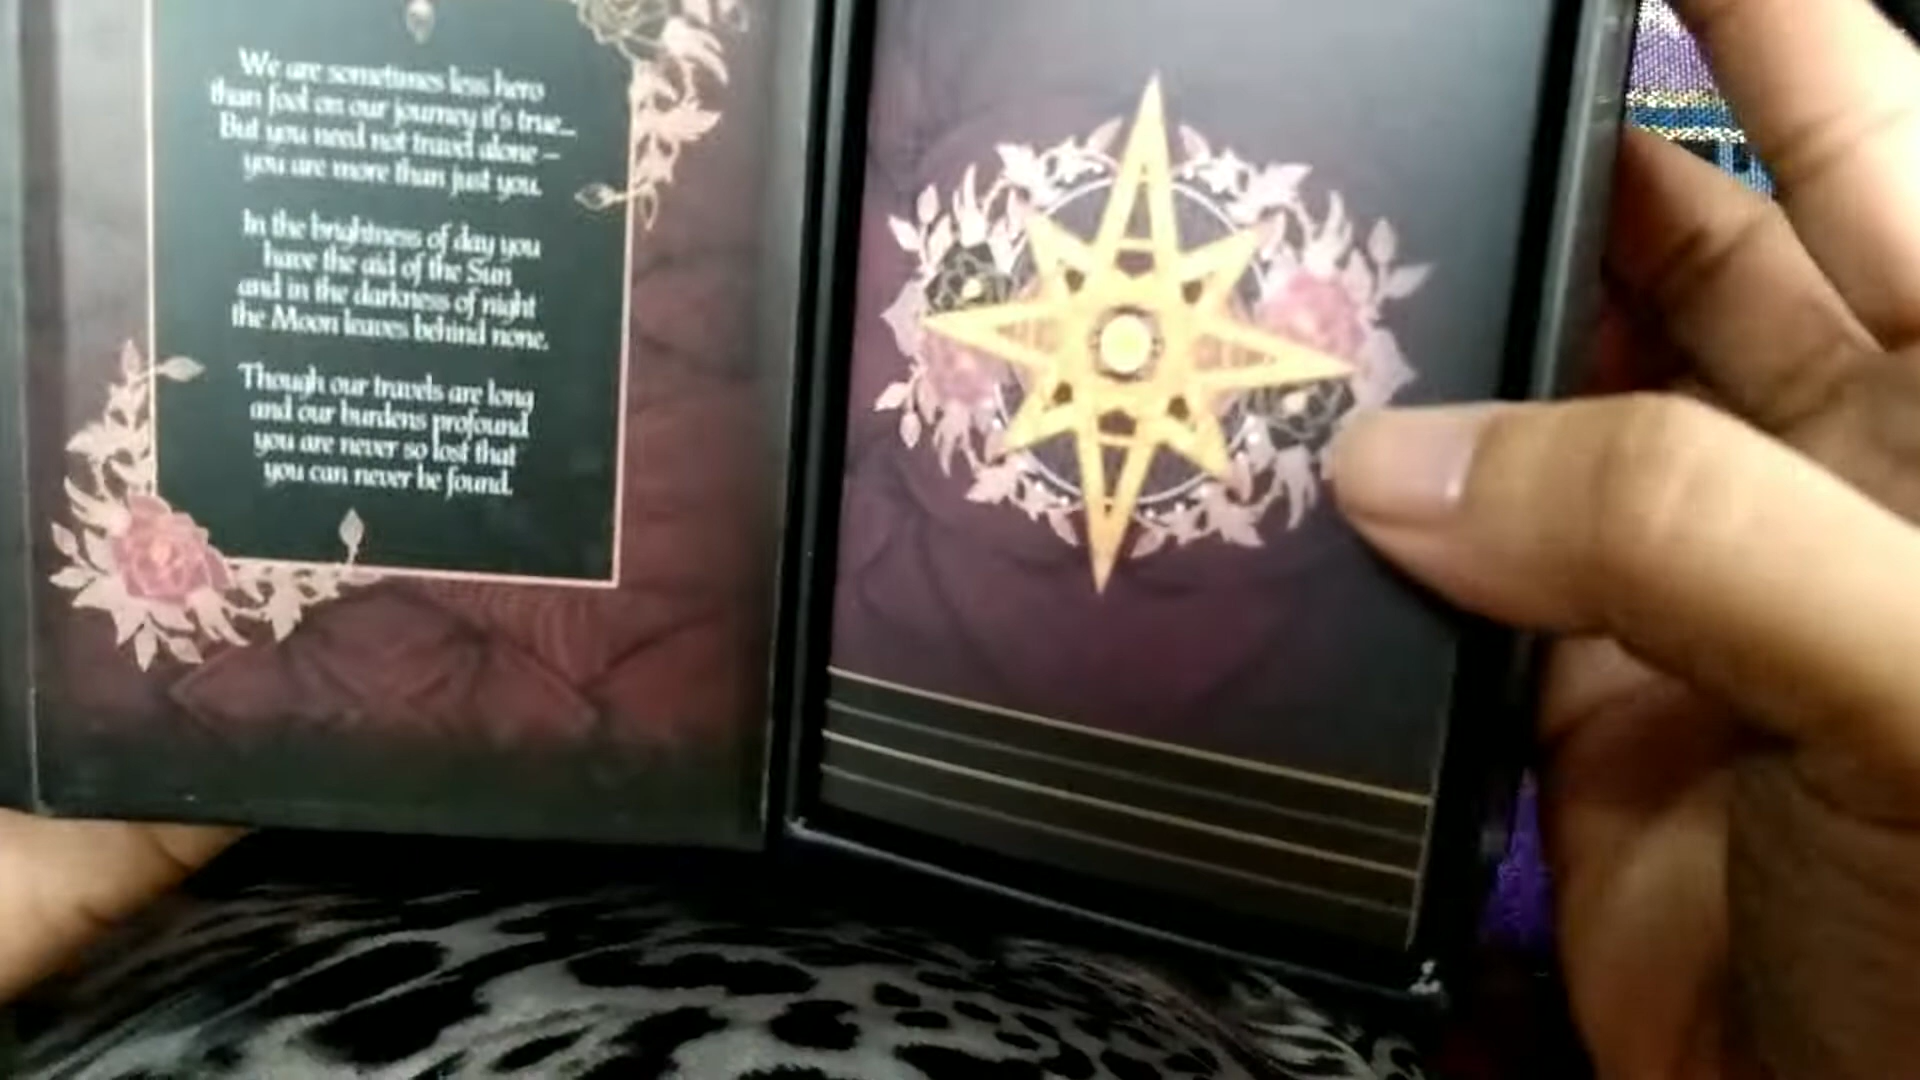 We are sometimes less hero
than fool on our journey it's true...
But you need not travel alone –
you are more than just you.
In the brightness of day you
have the aid of the Sun
and in the darkness of night
the Moon leaves behind none.
Though our travels are long
and our burdens profound
you are never so lost that
you can never be found.